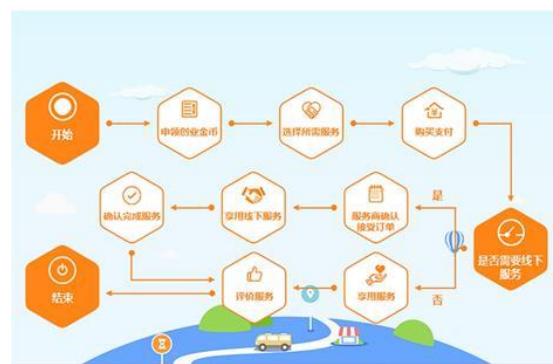 开始
申领创业金币
选择所需服务
购买支付
是否需要线下
服务
是
服务商确认
接受订单
享用线下服务
确认完成服务
否
享用服务
评价服务
结束